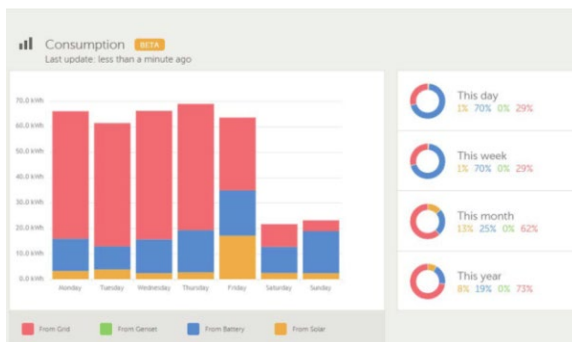 Consumption BETA
Last update: less than a minute ago
70.0 kWh
60.0 kWh
50.0 kWh
40.0 kWh
30.0 kWh
20.0 kWh
10.0 kWh
0.0 kWh
Monday Tuesday Wednesday Thursday Friday Saturday Sunday
From Grid From Genset From Battery From Solar
This day
1% 70% 0% 29%
This week
1% 70% 0% 29%
This month
13% 25% 0% 62%
This year
8% 19% 0% 73%